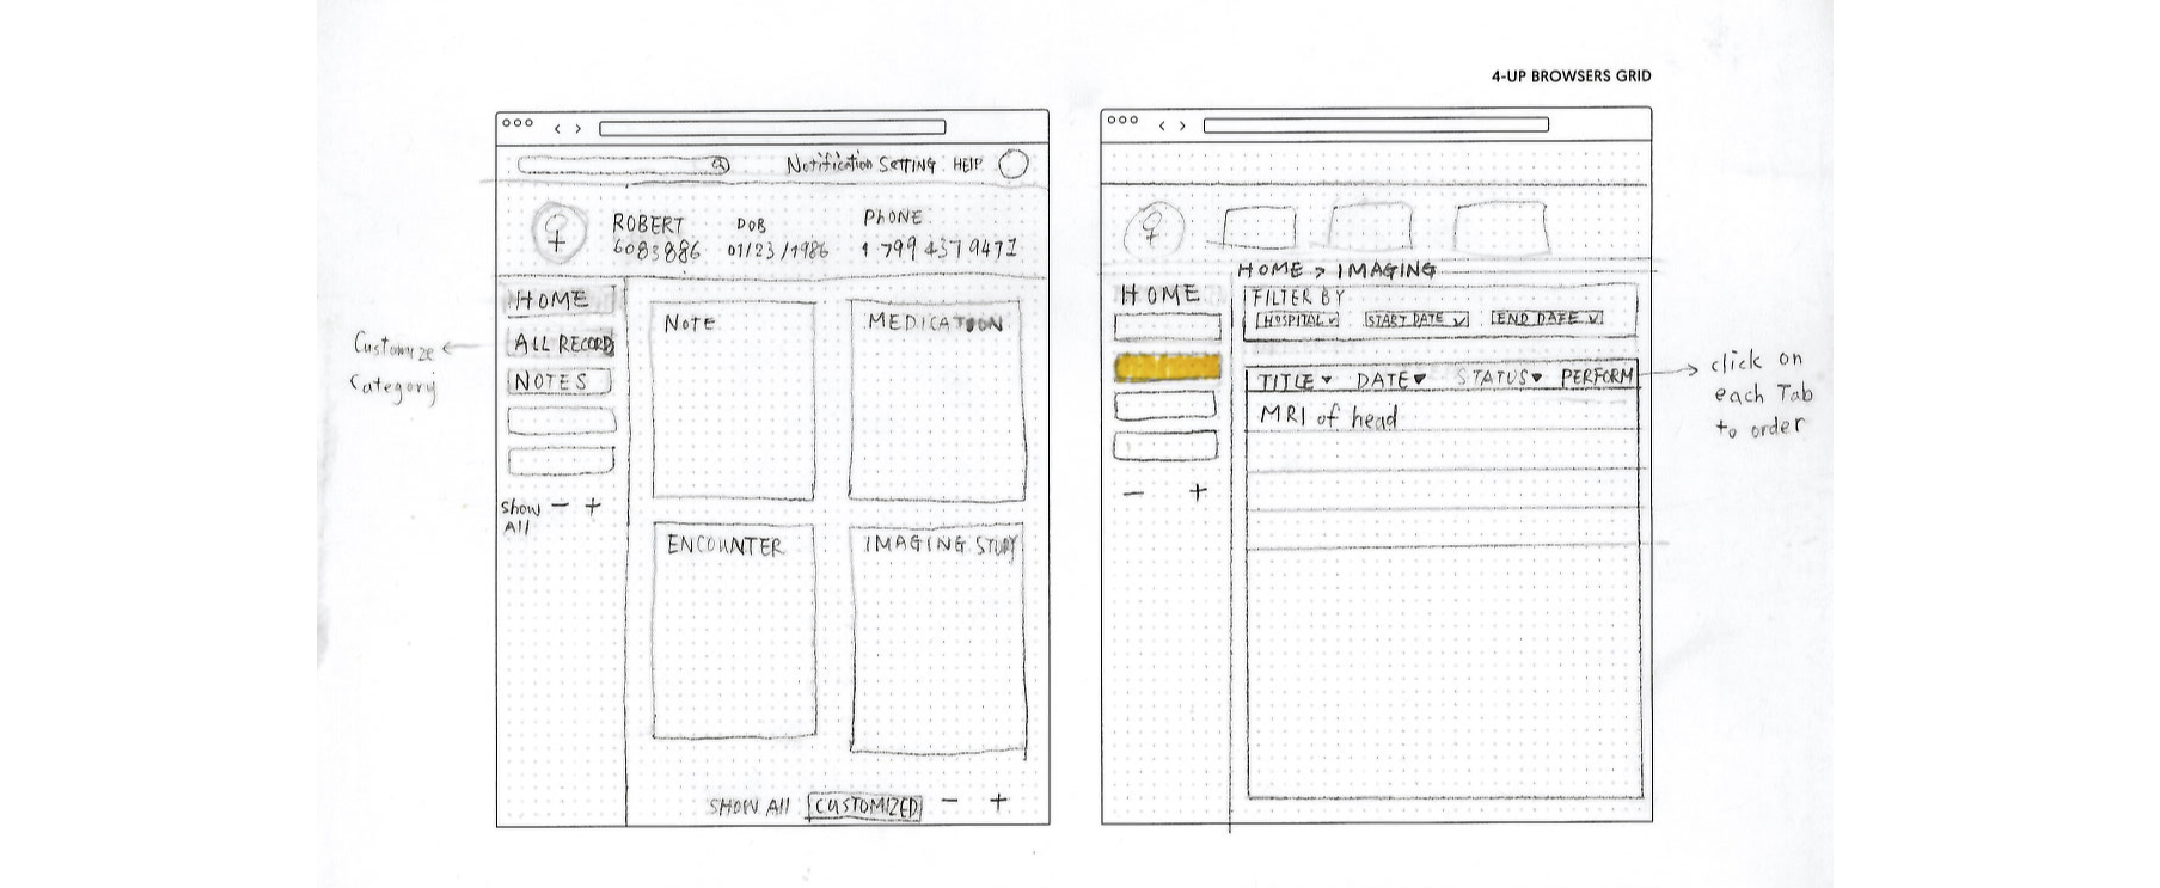 4-UP BROWSERS GRID
Notification SETTING HELP
ROBERT DOB PHONE
6083886 01/23/1986 1 799 437 9471
HOME
ALL RECORD
NOTES
Show - +
All
Customize
Category
NOTE
MEDICATION
ENCOUNTER
IMAGING STUDY
SHOW All CUSTOMIZED - +
HOME > IMAGING
HOME
- +
FILTER BY
HOSPITAL START DATE END DATE
TITLE DATE STATUS PERFORM
MRI of head
click on
each Tab
to order